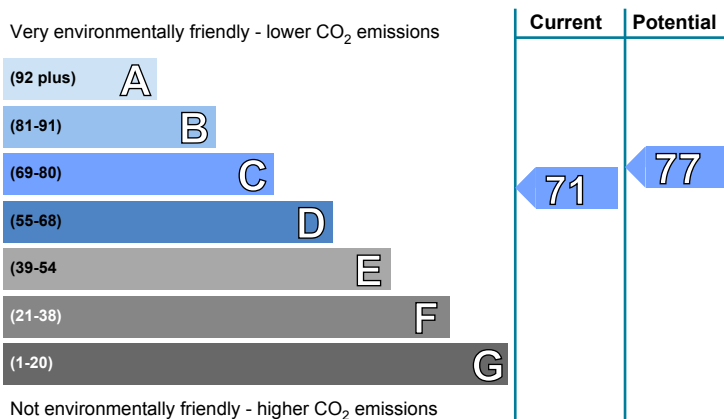 Current Potential
Very environmentally friendly - lower CO2 emissions
(92 plus) A
(81-91) B
(69-80) C
71 77
(55-68) D
(39-54 E
(21-38) F
(1-20) G
Not environmentally friendly - higher CO2 emissions